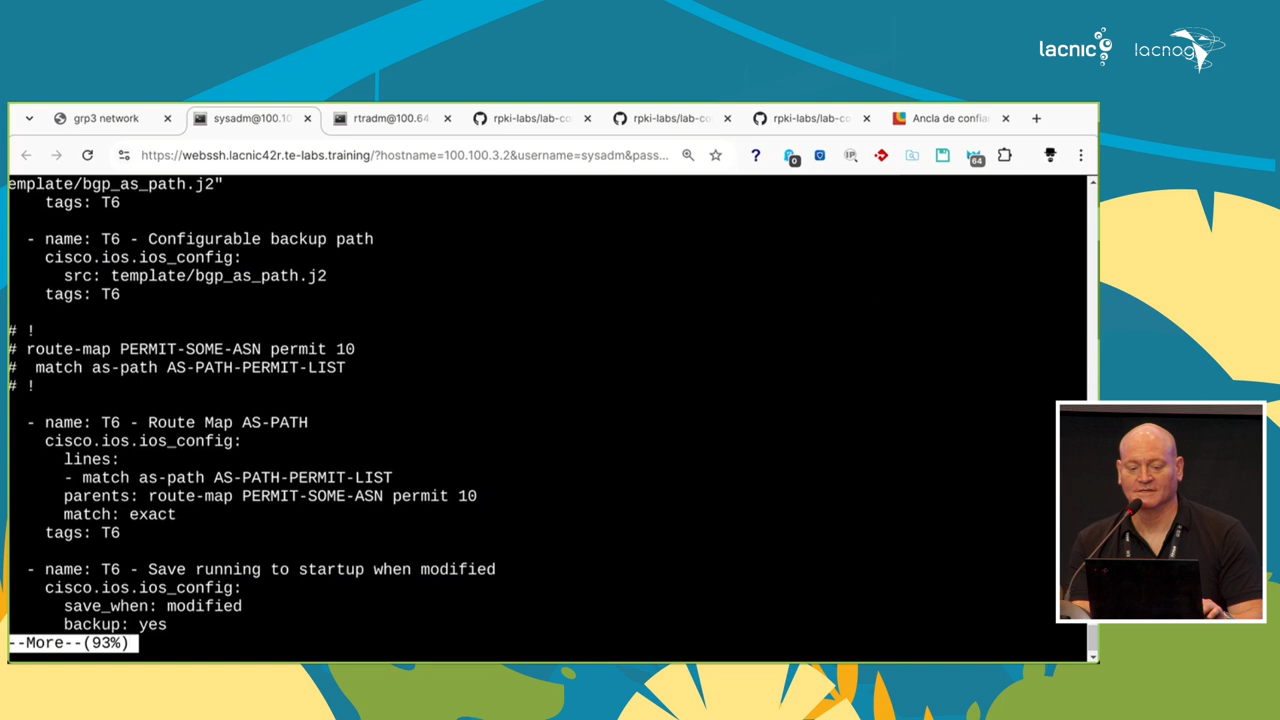 lacnic
lacnog
grp3 network
sysadm@100.10
rtradm@100.64.
rpki-labs/lab-co
rpki-labs/lab-co
rpki-labs/lab-co
Ancla de confia
https://webssh.lacnic42r.te-labs.training/?hostname=100.100.3.2&username=sysadm&pass...
?
0
IP
64
emplate/bgp_as_path.j2"
tags: T6
- name: T6 - Configurable backup path
cisco.ios.ios_config:
src: template/bgp_as_path.j2
tags: T6
# !
# route-map PERMIT-SOME-ASN permit 10
#  match as-path AS-PATH-PERMIT-LIST
# !
- name: T6 - Route Map AS-PATH
cisco.ios.ios_config:
lines:
- match as-path AS-PATH-PERMIT-LIST
parents: route-map PERMIT-SOME-ASN permit 10
match: exact
tags: T6
- name: T6 - Save running to startup when modified
cisco.ios.ios_config:
save_when: modified
backup: yes
--More--(93%)